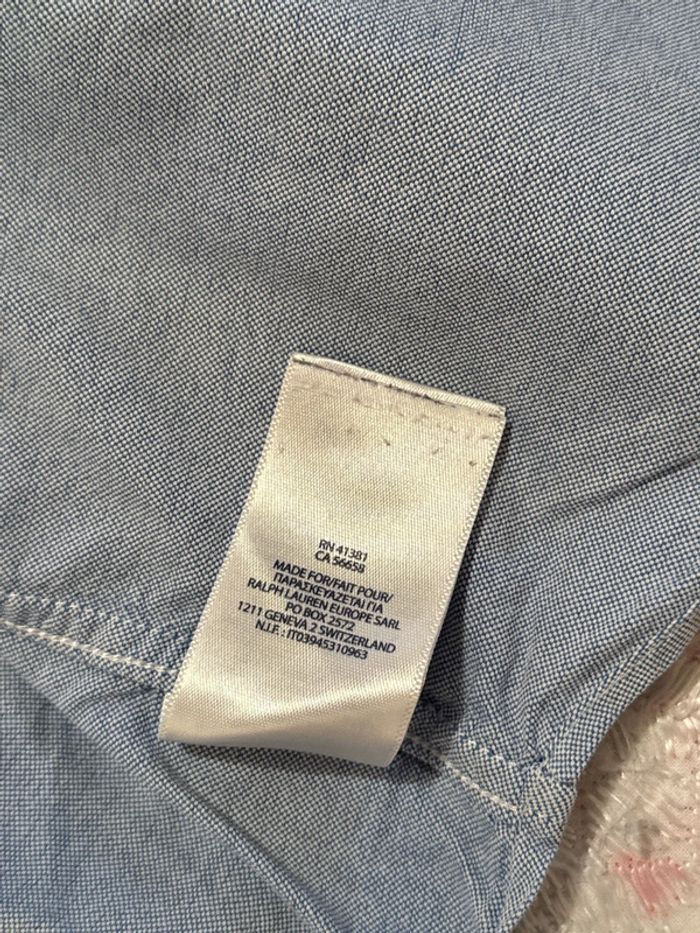 RN 41381
CA 56658
MADE FOR/FAIT POUR/
ΠΑΡΑΣΚΕΥΑΖΕΤΑΙ ΓΙΑ
RALPH LAUREN EUROPE SARL
PO BOX 2572
1211 GENEVA 2 SWITZERLAND
N.I.F. : IT03945310963